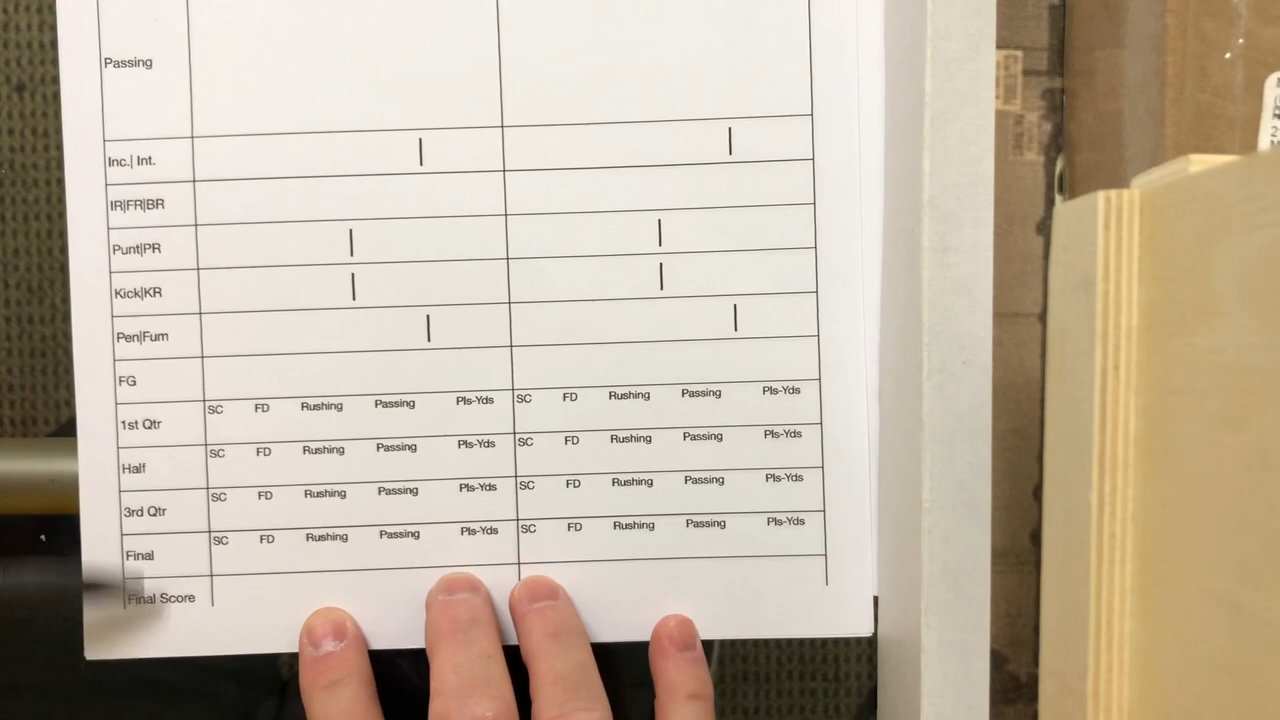 Passing
Inc.| Int. | |
IR|FR|BR
Punt|PR | |
Kick|KR | |
Pen|Fum | |
FG
1st Qtr SC FD Rushing Passing Pls-Yds SC FD Rushing Passing Pls-Yds
Half SC FD Rushing Passing Pls-Yds SC FD Rushing Passing Pls-Yds
3rd Qtr SC FD Rushing Passing Pls-Yds SC FD Rushing Passing Pls-Yds
Final SC FD Rushing Passing Pls-Yds SC FD Rushing Passing Pls-Yds
Final Score